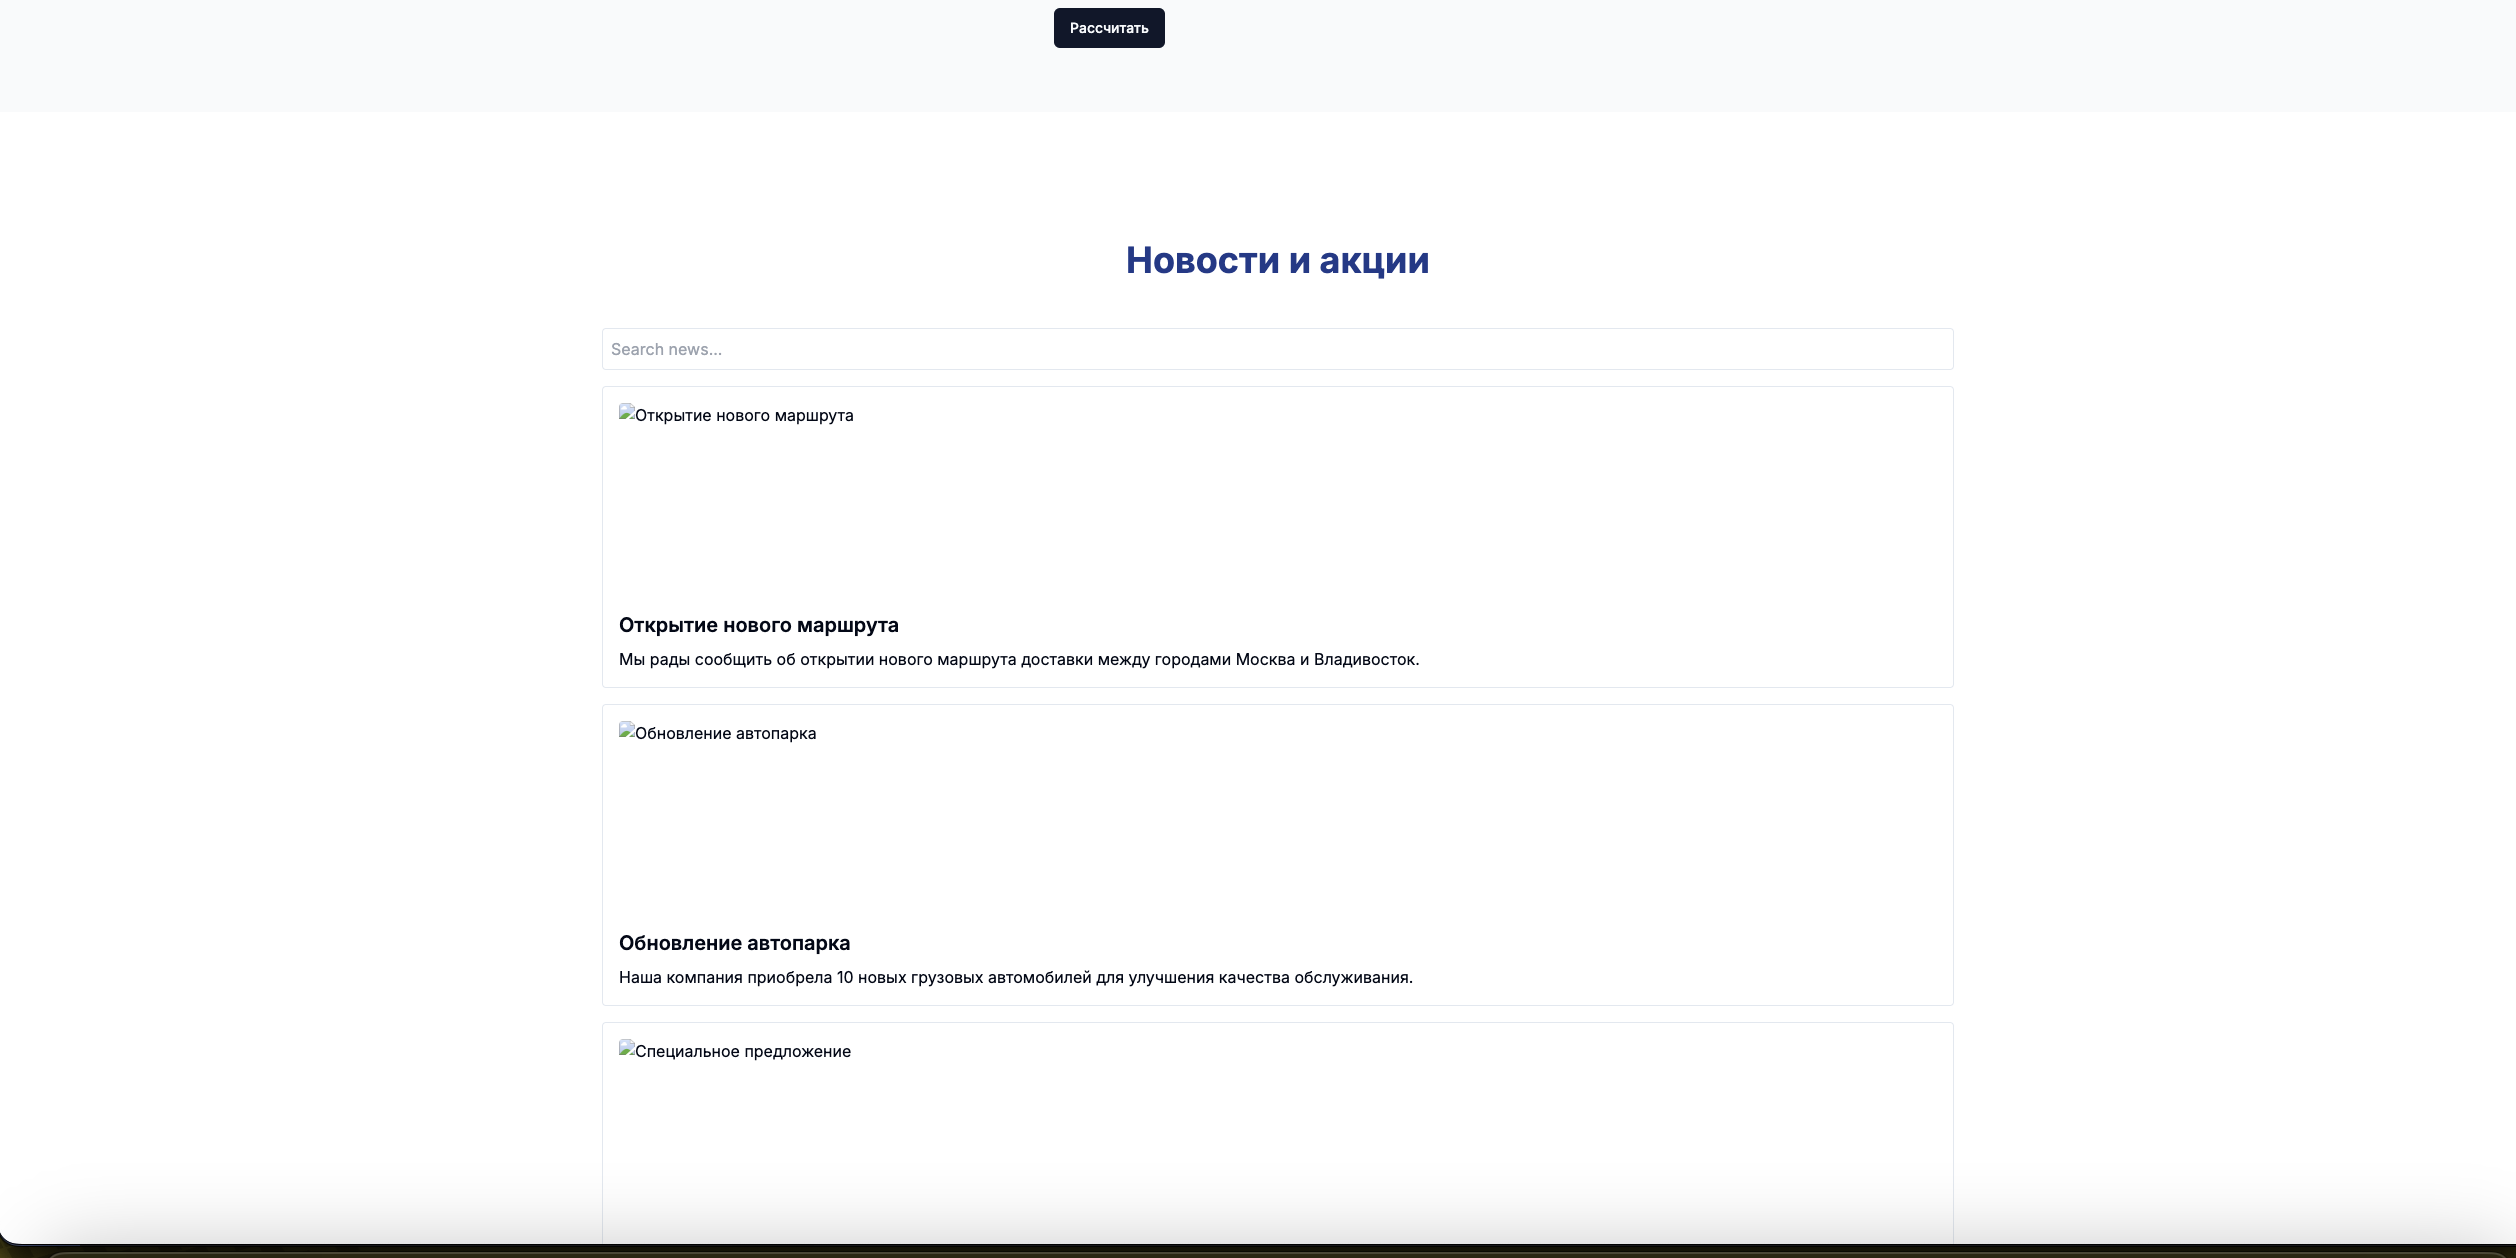 Рассчитать
Новости и акции
Search news...
Открытие нового маршрута
Открытие нового маршрута
Мы рады сообщить об открытии нового маршрута доставки между городами Москва и Владивосток.
Обновление автопарка
Обновление автопарка
Наша компания приобрела 10 новых грузовых автомобилей для улучшения качества обслуживания.
Специальное предложение